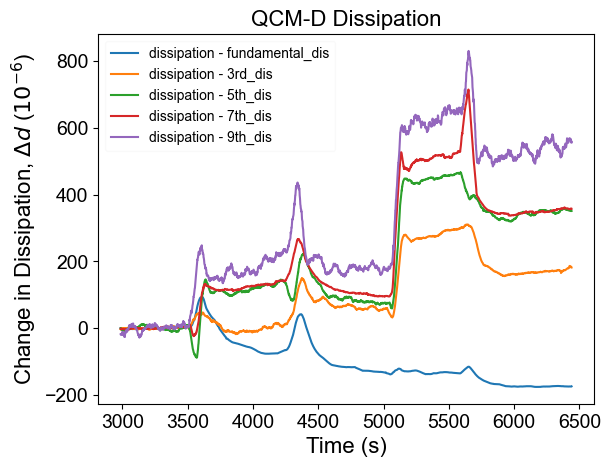 QCM-D Dissipation
Change in Dissipation, Δd (10⁻⁶)
800
600
400
200
0
−200
dissipation - fundamental_dis
dissipation - 3rd_dis
dissipation - 5th_dis
dissipation - 7th_dis
dissipation - 9th_dis
3000 3500 4000 4500 5000 5500 6000 6500
Time (s)